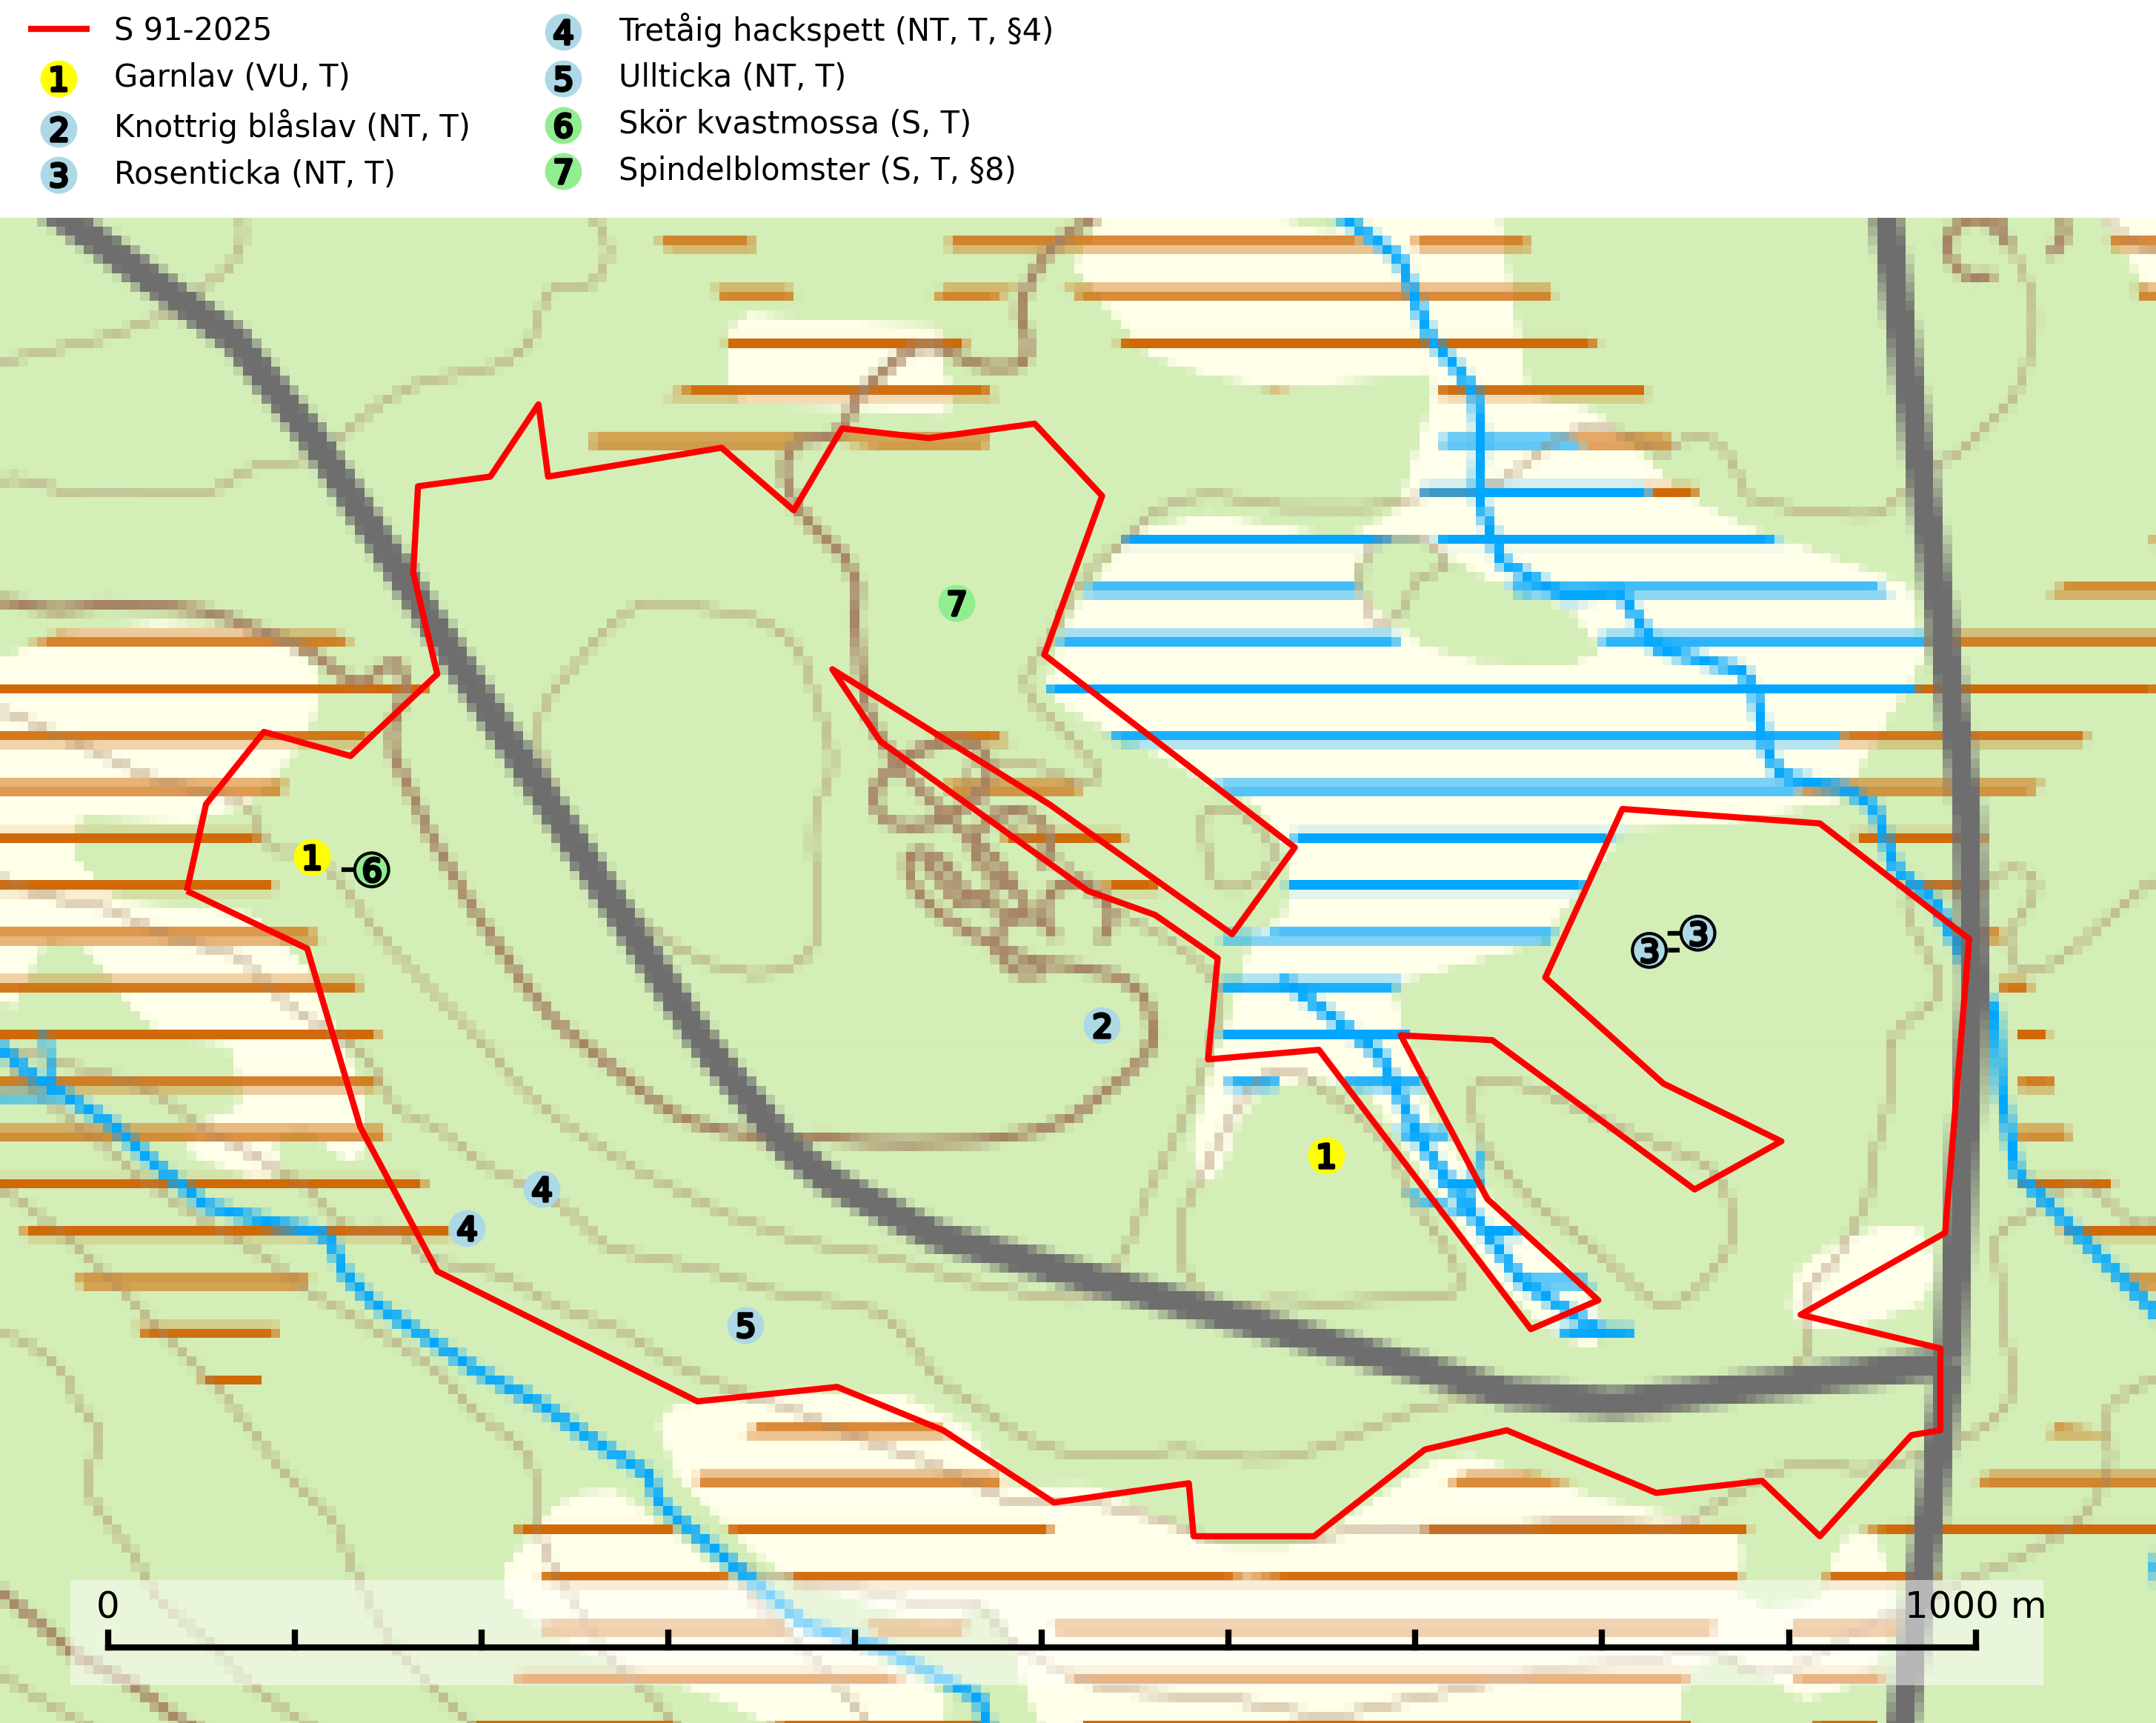 S 91-2025
1 Garnlav (VU, T)
2 Knottrig blåslav (NT, T)
3 Rosenticka (NT, T)
4 Tretåig hackspett (NT, T, §4)
5 Ullticka (NT, T)
6 Skör kvastmossa (S, T)
7 Spindelblomster (S, T, §8)
7
1
6
3
3
2
1
4
4
5
0
1000 m